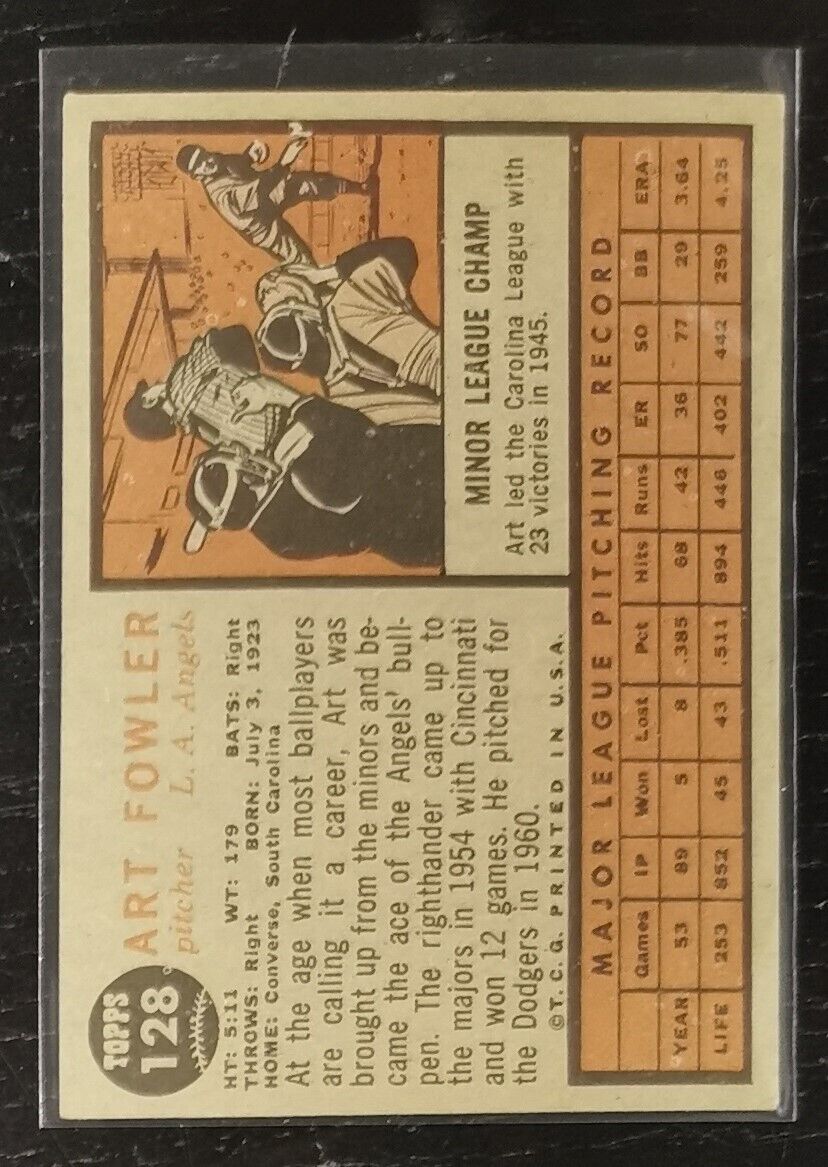 TOPPS
128
ART FOWLER
pitcher L. A. Angels
HT: 5:11 WT: 179 BATS: Right
THROWS: Right BORN: July 3, 1923
HOME: Converse, South Carolina
At the age when most ballplayers
are calling it a career, Art was
brought up from the minors and be-
came the ace of the Angels' bull-
pen. The righthander came up to
the majors in 1954 with Cincinnati
and won 12 games. He pitched for
the Dodgers in 1960.
©T.C.G. PRINTED IN U.S.A.
MINOR LEAGUE CHAMP
Art led the Carolina League with
23 victories in 1945.
MAJOR LEAGUE PITCHING RECORD
Games IP Won Lost Pct Hits Runs ER SO BB ERA
YEAR 53 89 5 8 .385 68 42 36 77 29 3.64
LIFE 253 852 45 43 .511 894 446 402 442 259 4.25